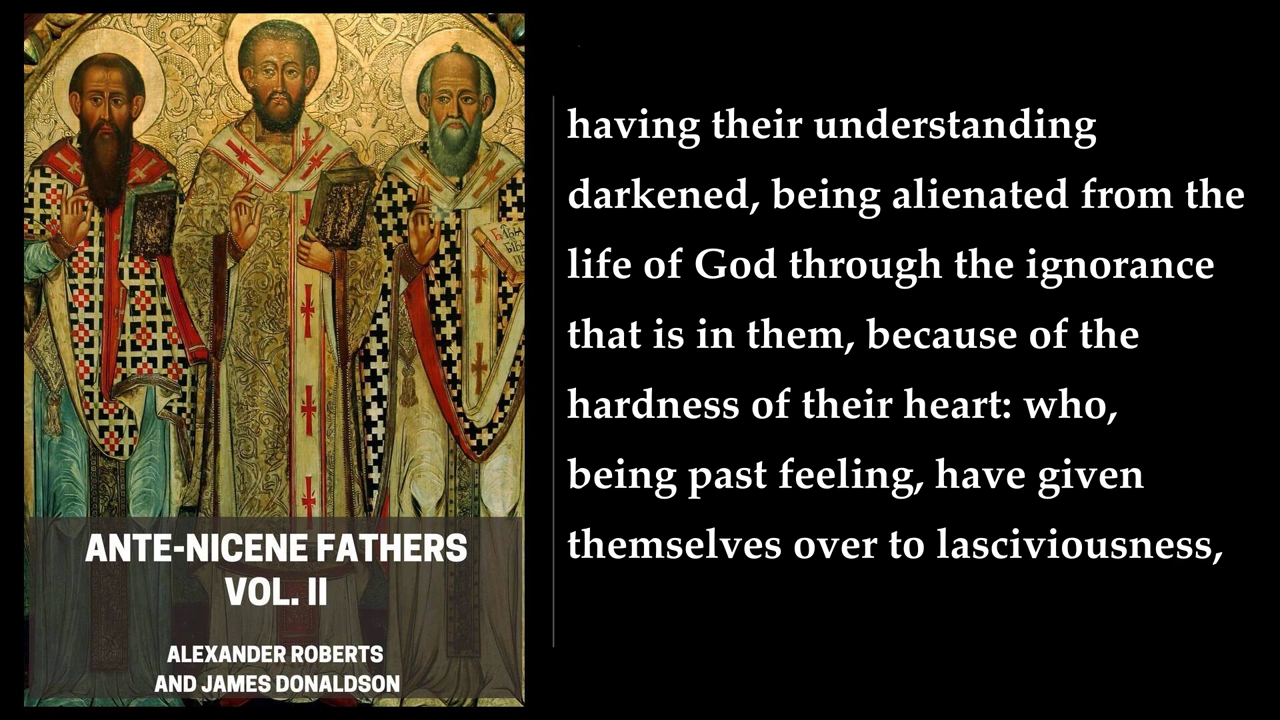 ANTE-NICENE FATHERS
VOL. II
ALEXANDER ROBERTS
AND JAMES DONALDSON
having their understanding
darkened, being alienated from the
life of God through the ignorance
that is in them, because of the
hardness of their heart: who,
being past feeling, have given
themselves over to lasciviousness,